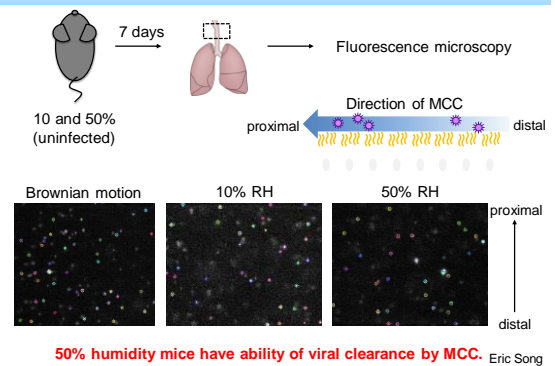 7 days
Fluorescence microscopy
10 and 50%
(uninfected)
Direction of MCC
proximal
distal
Brownian motion
10% RH
50% RH
proximal
distal
50% humidity mice have ability of viral clearance by MCC.
Eric Song